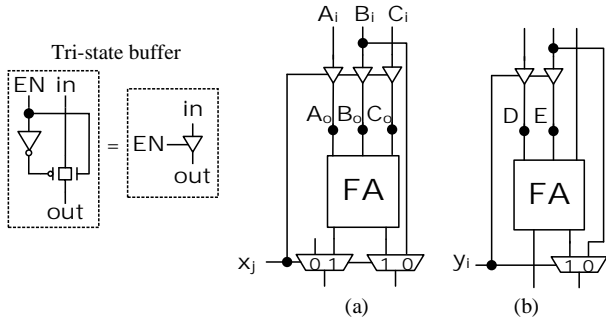 Tri-state buffer
EN in
out
=
in
EN
out
Ai Bi Ci
Ao Bo Co
FA
xj
0 1
1 0
(a)
D E
FA
yi
1 0
(b)